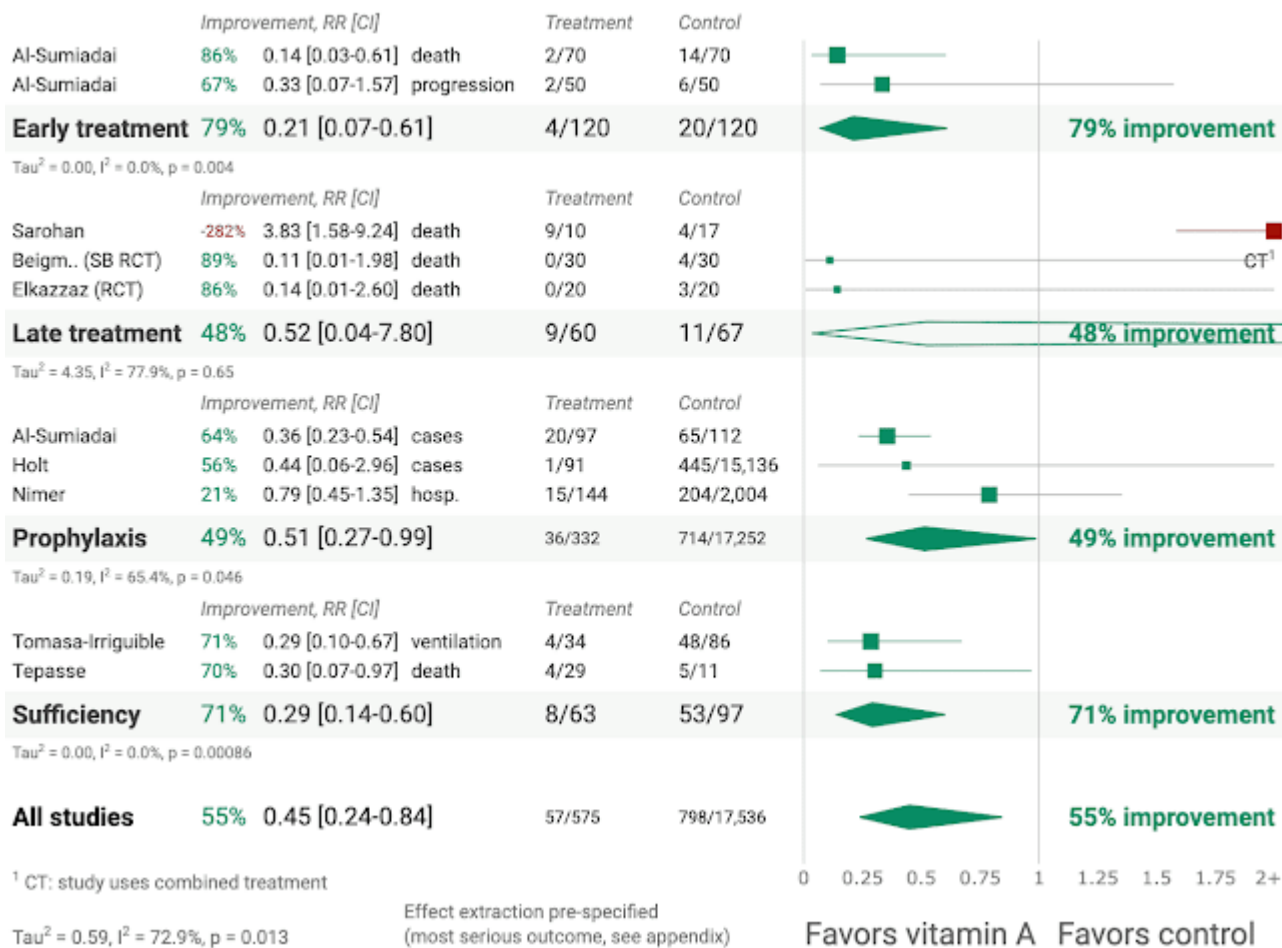 Improvement, RR [CI] Treatment Control
Al-Sumiadai 86% 0.14 [0.03-0.61] death 2/70 14/70
Al-Sumiadai 67% 0.33 [0.07-1.57] progression 2/50 6/50
Early treatment 79% 0.21 [0.07-0.61] 4/120 20/120 79% improvement
Tau² = 0.00, I² = 0.0%, p = 0.004
Improvement, RR [CI] Treatment Control
Sarohan -282% 3.83 [1.58-9.24] death 9/10 4/17
Beigm.. (SB RCT) 89% 0.11 [0.01-1.98] death 0/30 4/30 CT¹
Elkazzaz (RCT) 86% 0.14 [0.01-2.60] death 0/20 3/20
Late treatment 48% 0.52 [0.04-7.80] 9/60 11/67 48% improvement
Tau² = 4.35, I² = 77.9%, p = 0.65
Improvement, RR [CI] Treatment Control
Al-Sumiadai 64% 0.36 [0.23-0.54] cases 20/97 65/112
Holt 56% 0.44 [0.06-2.96] cases 1/91 445/15,136
Nimer 21% 0.79 [0.45-1.35] hosp. 15/144 204/2,004
Prophylaxis 49% 0.51 [0.27-0.99] 36/332 714/17,252 49% improvement
Tau² = 0.19, I² = 65.4%, p = 0.046
Improvement, RR [CI] Treatment Control
Tomasa-Irriguible 71% 0.29 [0.10-0.67] ventilation 4/34 48/86
Tepasse 70% 0.30 [0.07-0.97] death 4/29 5/11
Sufficiency 71% 0.29 [0.14-0.60] 8/63 53/97 71% improvement
Tau² = 0.00, I² = 0.0%, p = 0.00086
All studies 55% 0.45 [0.24-0.84] 57/575 798/17,536 55% improvement
¹ CT: study uses combined treatment
0 0.25 0.5 0.75 1 1.25 1.5 1.75 2+
Tau² = 0.59, I² = 72.9%, p = 0.013
Effect extraction pre-specified
(most serious outcome, see appendix)
Favors vitamin A Favors control